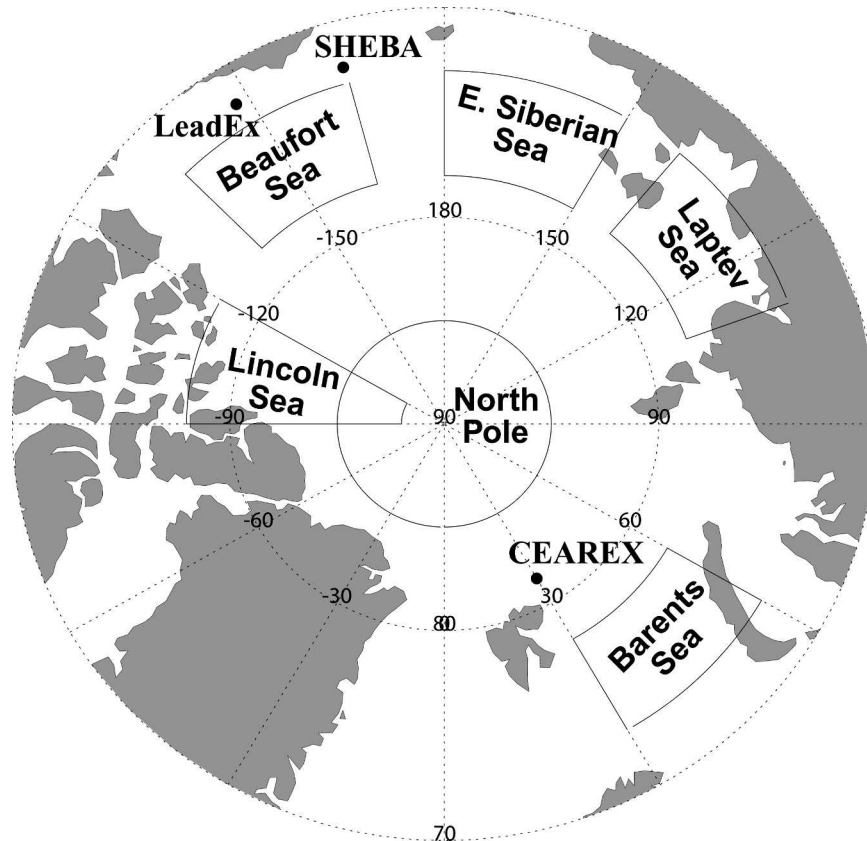 SHEBA
LeadEx
Beaufort
Sea
E. Siberian
Sea
Laptev
Sea
180
-150
150
-120
120
Lincoln
Sea
-90
North
Pole
90
90
-60
60
CEAREX
-30
30
80
0
Barents
Sea
70